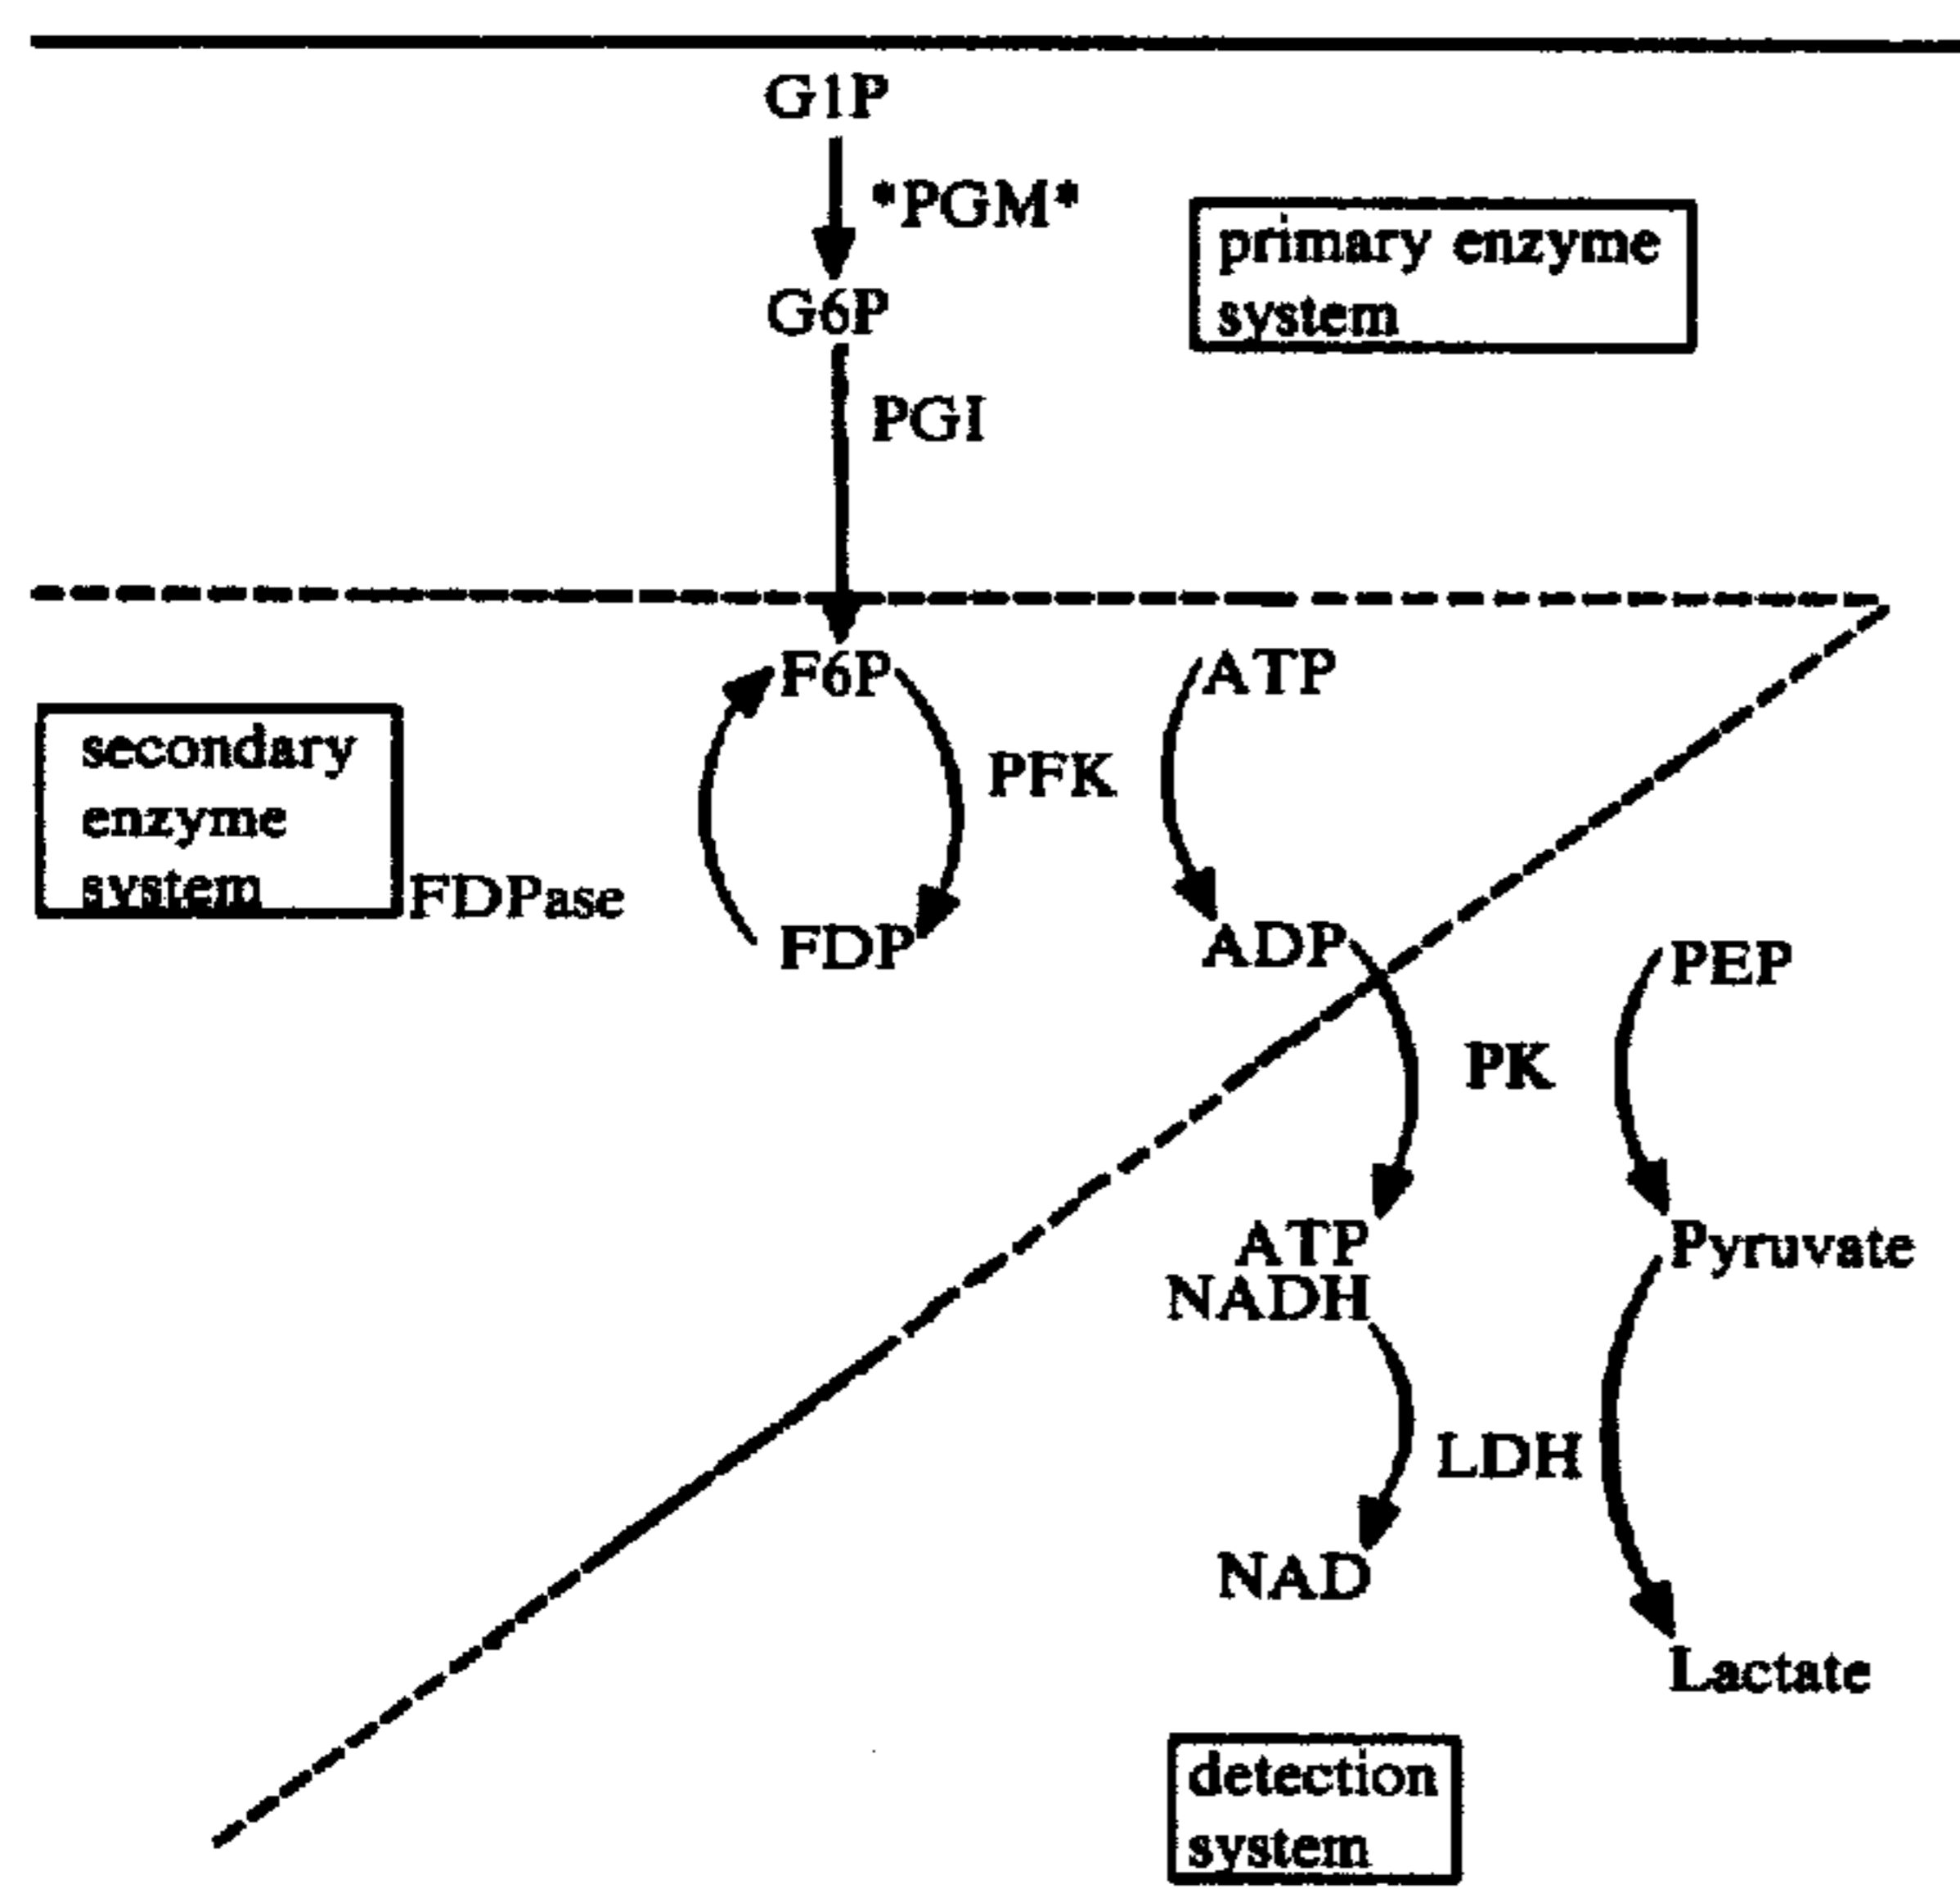 G1P
*PGM*
primary enzyme
system
G6P
PGI
F6P
ATP
secondary
enzyme
system
PFK
FDPase
FDP
ADP
PEP
PK
ATP
Pyruvate
NADH
LDH
NAD
Lactate
detection
system